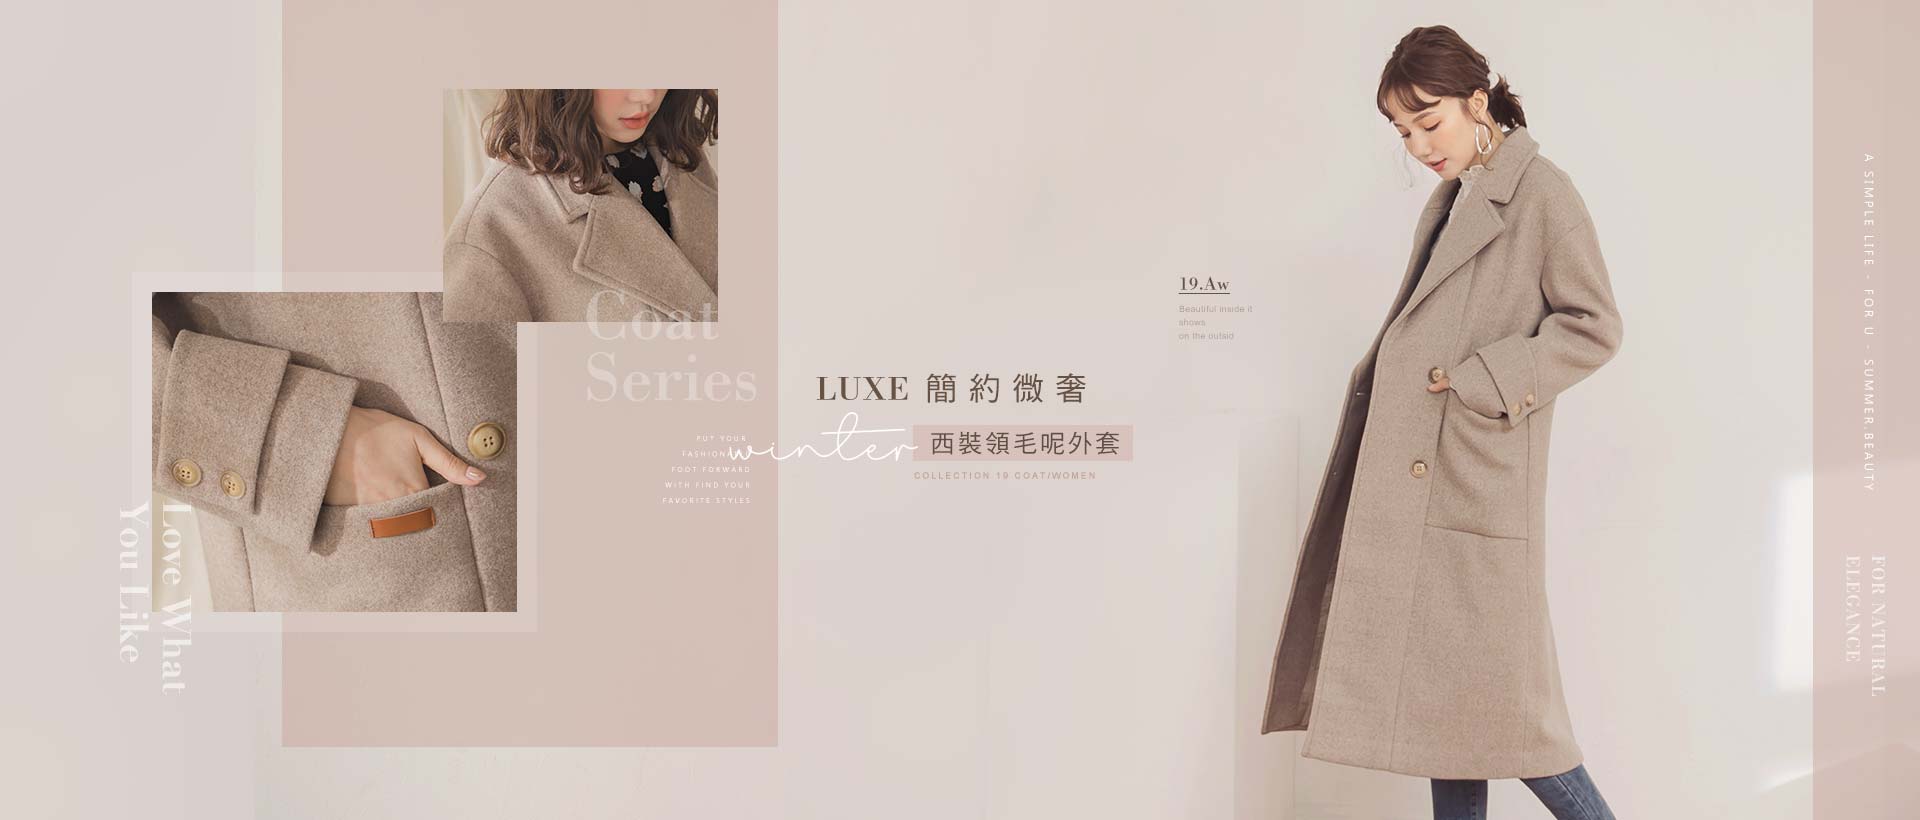 Coat
Series
Love What
You Like
PUT YOUR
FASHION
FOOT FORWARD
WITH FIND YOUR
FAVORITE STYLES
LUXE 簡約微奢
winter 西裝領毛呢外套
COLLECTION 19 COAT/WOMEN
19.Aw
Beautiful inside it
shows
on the outsid
A SIMPLE LIFE - FOR U - SUMMER.BEAUTY
FOR NATURAL
ELEGANCE